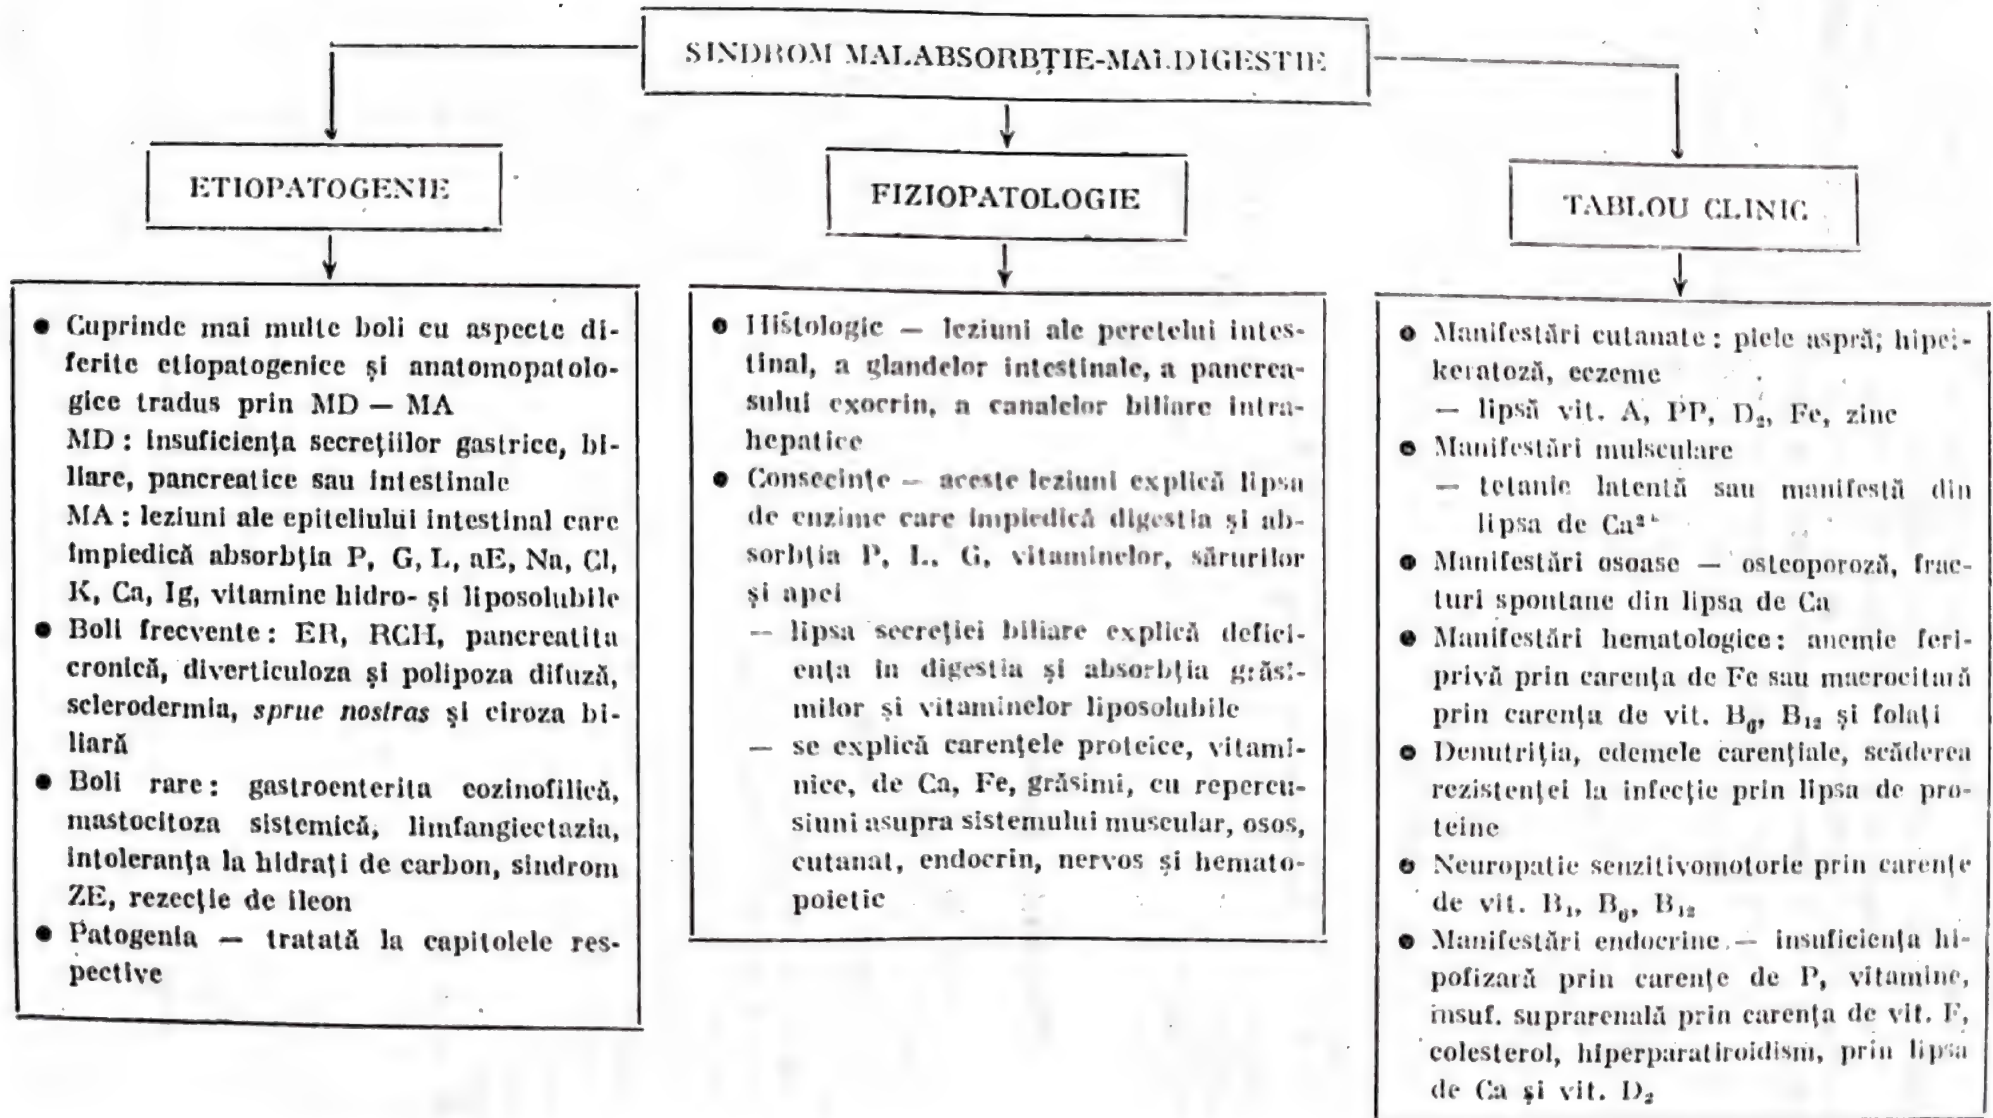 SINDROM MALABSORBȚIE-MALDIGESTIE
ETIOPATOGENIE
● Cuprinde mai multe boli cu aspecte di-
ferite etiopatogenice și anatomopatolo-
gice tradus prin MD — MA
MD : insuficiența secrețiilor gastrice, bi-
liare, pancreatice sau intestinale
MA : leziuni ale epiteliului intestinal care
împiedică absorbția P, G, L, aE, Na, Cl,
K, Ca, Ig, vitamine hidro- și liposolubile
● Boli frecvente : ER, RCH, pancreatita
cronică, diverticuloza și polipoza difuză,
sclerodermia, sprue nostras și ciroza bi-
liară
● Boli rare : gastroenterita eozinofilică,
mastocitoza sistemică, limfangiectazia,
intoleranța la hidrați de carbon, sindrom
ZE, rezecție de ileon
● Patogenia — tratată la capitolele res-
pective
FIZIOPATOLOGIE
● Histologic — leziuni ale peretelui intes-
tinal, a glandelor intestinale, a pancrea-
sului exocrin, a canalelor biliare intra-
hepatice
● Consecințe — aceste leziuni explică lipsa
de enzime care împiedică digestia și ab-
sorbția P, L, G, vitaminelor, sărurilor
și apei
— lipsa secreției biliare explică defici-
ența în digestia și absorbția grăsi-
milor și vitaminelor liposolubile
— se explică carențele proteice, vitami-
nice, de Ca, Fe, grăsimi, cu repercu-
siuni asupra sistemului muscular, osos,
cutanat, endocrin, nervos și hemato-
poietic
TABLOU CLINIC
● Manifestări cutanate : piele aspră; hiper-
keratoză, eczeme
— lipsă vit. A, PP, D₂, Fe, zinc
● Manifestări mulsculare
— tetanie latentă sau manifestă din
lipsa de Ca²⁺
● Manifestări osoase — osteoporoză, frac-
turi spontane din lipsa de Ca
● Manifestări hematologice : anemie feri-
privă prin carența de Fe sau macrocitară
prin carența de vit. B₆, B₁₂ și folați
● Denutriția, edemele carențiale, scăderea
rezistenței la infecție prin lipsa de pro-
teine
● Neuropatie senzitivomotorie prin carențe
de vit. B₁, B₆, B₁₂
● Manifestări endocrine — insuficiența hi-
pofizară prin carențe de P, vitamine,
insuf. suprarenală prin carența de vit. F,
colesterol, hiperparatiroidism, prin lipsa
de Ca și vit. D₂